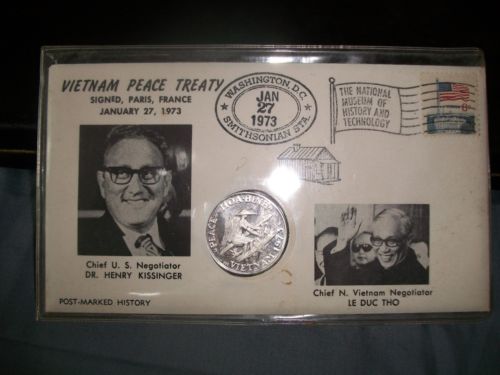 VIETNAM PEACE TREATY
SIGNED, PARIS, FRANCE
JANUARY 27, 1973
WASHINGTON, D.C.
JAN
27
1973
SMITHSONIAN STA.
THE NATIONAL
MUSEUM OF
HISTORY AND
TECHNOLOGY
PEACE HOA-BINH
VIETNAM 1973
Chief U. S. Negotiator
DR. HENRY KISSINGER
Chief N. Vietnam Negotiator
LE DUC THO
POST-MARKED HISTORY